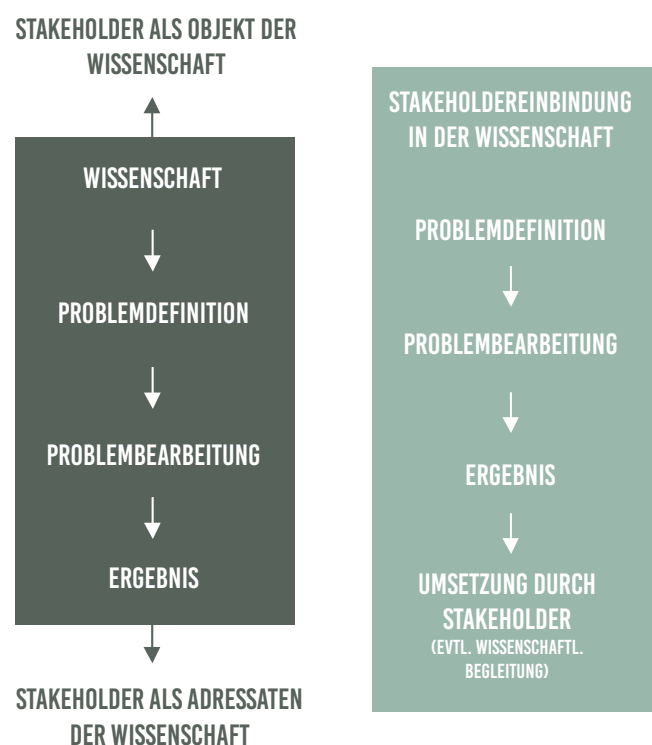 STAKEHOLDER ALS OBJEKT DER
WISSENSCHAFT
WISSENSCHAFT
PROBLEMDEFINITION
PROBLEMBEARBEITUNG
ERGEBNIS
STAKEHOLDER ALS ADRESSATEN
DER WISSENSCHAFT
STAKEHOLDEREINBINDUNG
IN DER WISSENSCHAFT
PROBLEMDEFINITION
PROBLEMBEARBEITUNG
ERGEBNIS
UMSETZUNG DURCH
STAKEHOLDER
(EVTL. WISSENSCHAFTL.
BEGLEITUNG)